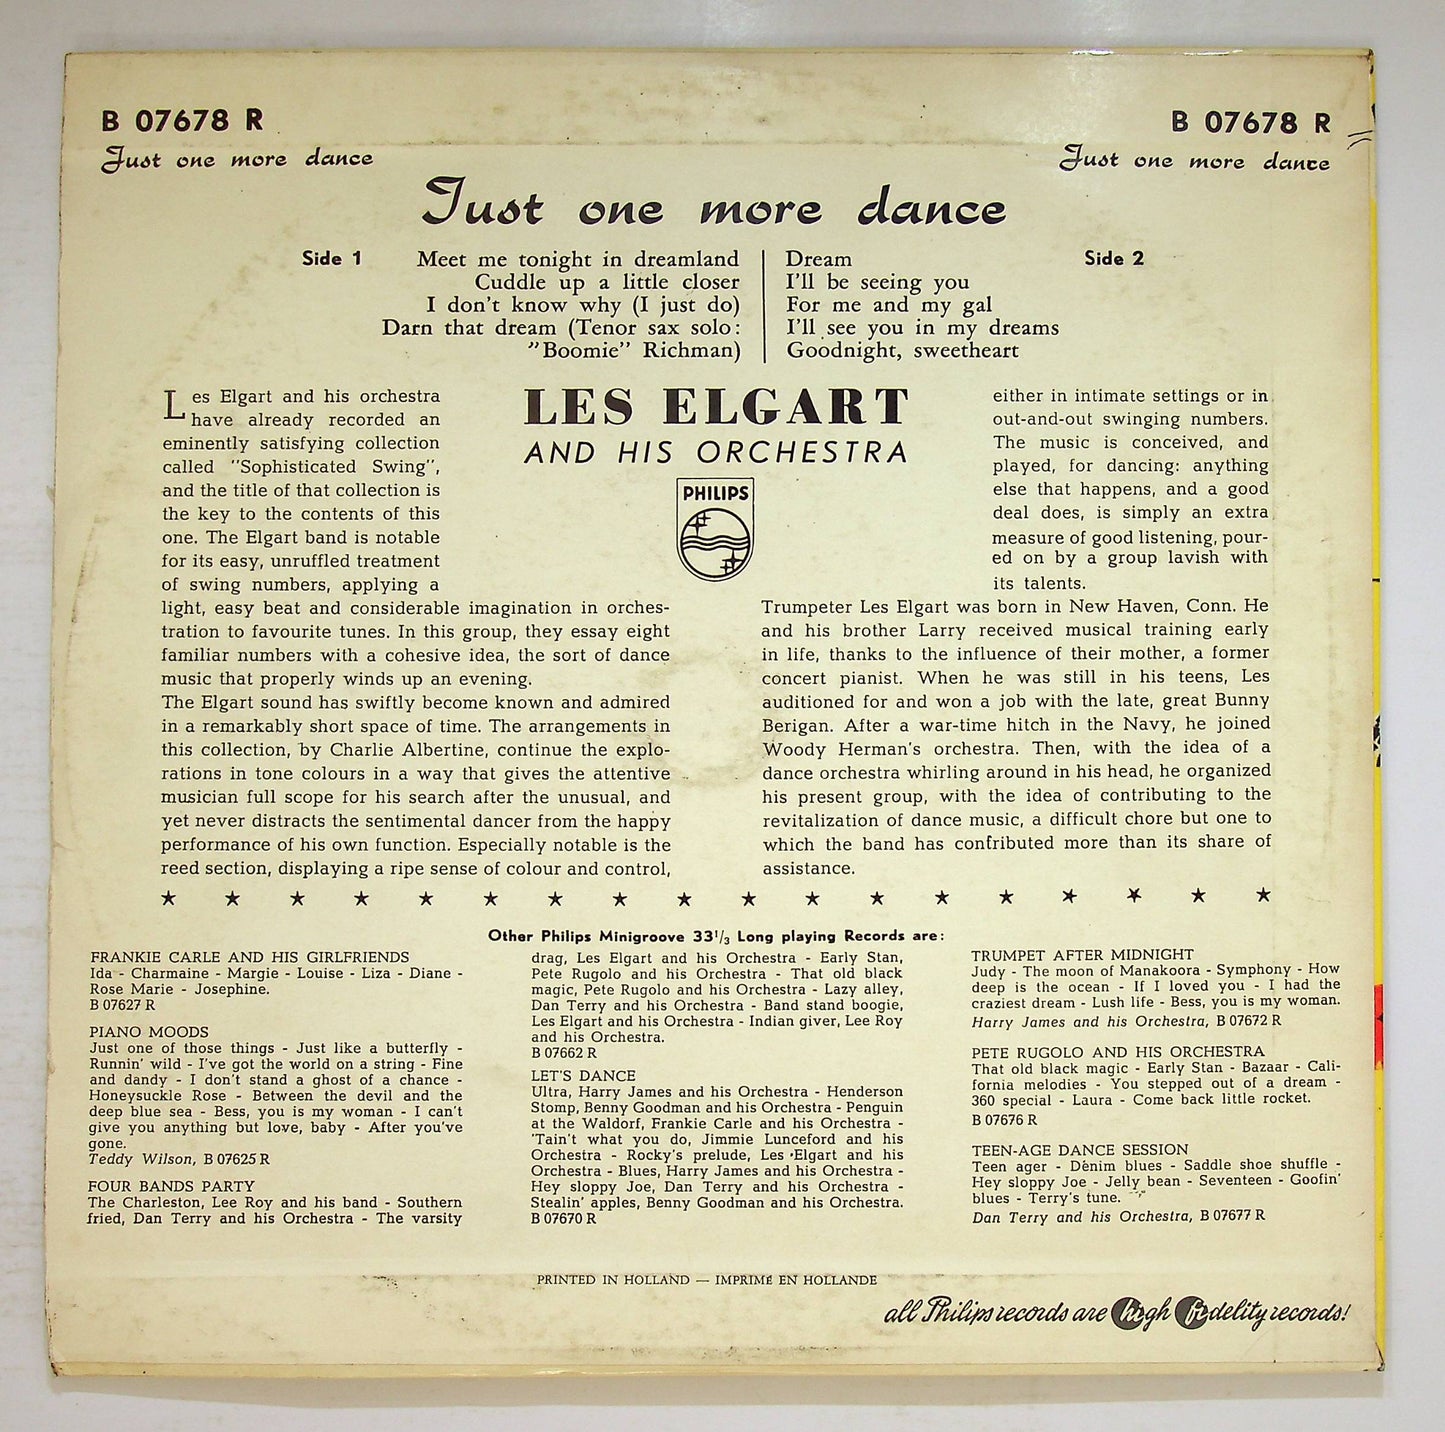 B 07678 R
Just one more dance
B 07678 R
Just one more dance
Just one more dance
Side 1
Meet me tonight in dreamland
Cuddle up a little closer
I don't know why (I just do)
Darn that dream (Tenor sax solo:
"Boomie" Richman)
Dream
I'll be seeing you
For me and my gal
I'll see you in my dreams
Goodnight, sweetheart
Side 2
LES ELGART
AND HIS ORCHESTRA
PHILIPS
Les Elgart and his orchestra
have already recorded an
eminently satisfying collection
called "Sophisticated Swing",
and the title of that collection is
the key to the contents of this
one. The Elgart band is notable
for its easy, unruffled treatment
of swing numbers, applying a
light, easy beat and considerable imagination in orches-
tration to favourite tunes. In this group, they essay eight
familiar numbers with a cohesive idea, the sort of dance
music that properly winds up an evening.
The Elgart sound has swiftly become known and admired
in a remarkably short space of time. The arrangements in
this collection, by Charlie Albertine, continue the explo-
rations in tone colours in a way that gives the attentive
musician full scope for his search after the unusual, and
yet never distracts the sentimental dancer from the happy
performance of his own function. Especially notable is the
reed section, displaying a ripe sense of colour and control,
either in intimate settings or in
out-and-out swinging numbers.
The music is conceived, and
played, for dancing: anything
else that happens, and a good
deal does, is simply an extra
measure of good listening, pour-
ed on by a group lavish with
its talents.
Trumpeter Les Elgart was born in New Haven, Conn. He
and his brother Larry received musical training early
in life, thanks to the influence of their mother, a former
concert pianist. When he was still in his teens, Les
auditioned for and won a job with the late, great Bunny
Berigan. After a war-time hitch in the Navy, he joined
Woody Herman's orchestra. Then, with the idea of a
dance orchestra whirling around in his head, he organized
his present group, with the idea of contributing to the
revitalization of dance music, a difficult chore but one to
which the band has contributed more than its share of
assistance.
Other Philips Minigroove 33 1/3 Long playing Records are:
FRANKIE CARLE AND HIS GIRLFRIENDS
Ida - Charmaine - Margie - Louise - Liza - Diane -
Rose Marie - Josephine.
B 07627 R
PIANO MOODS
Just one of those things - Just like a butterfly -
Runnin' wild - I've got the world on a string - Fine
and dandy - I don't stand a ghost of a chance -
Honeysuckle Rose - Between the devil and the
deep blue sea - Bess, you is my woman - I can't
give you anything but love, baby - After you've
gone.
Teddy Wilson, B 07625 R
FOUR BANDS PARTY
The Charleston, Lee Roy and his band - Southern
fried, Dan Terry and his Orchestra - The varsity
drag, Les Elgart and his Orchestra - Early Stan,
Pete Rugolo and his Orchestra - That old black
magic, Pete Rugolo and his Orchestra - Lazy alley,
Dan Terry and his Orchestra - Band stand boogie,
Les Elgart and his Orchestra - Indian giver, Lee Roy
and his Orchestra.
B 07662 R
LET'S DANCE
Ultra, Harry James and his Orchestra - Henderson
Stomp, Benny Goodman and his Orchestra - Penguin
at the Waldorf, Frankie Carle and his Orchestra -
'Tain't what you do, Jimmie Lunceford and his
Orchestra - Rocky's prelude, Les Elgart and his
Orchestra - Blues, Harry James and his Orchestra -
Hey sloppy Joe, Dan Terry and his Orchestra -
Stealin' apples, Benny Goodman and his Orchestra.
B 07670 R
TRUMPET AFTER MIDNIGHT
Judy - The moon of Manakoora - Symphony - How
deep is the ocean - If I loved you - I had the
craziest dream - Lush life - Bess, you is my woman.
Harry James and his Orchestra, B 07672 R
PETE RUGOLO AND HIS ORCHESTRA
That old black magic - Early Stan - Bazaar - Cali-
fornia melodies - You stepped out of a dream -
360 special - Laura - Come back little rocket.
B 07676 R
TEEN-AGE DANCE SESSION
Teen ager - Denim blues - Saddle shoe shuffle -
Hey sloppy Joe - Jelly bean - Seventeen - Goofin'
blues - Terry's tune.
Dan Terry and his Orchestra, B 07677 R
PRINTED IN HOLLAND — IMPRIMÉ EN HOLLANDE
all Philips records are high fidelity records!